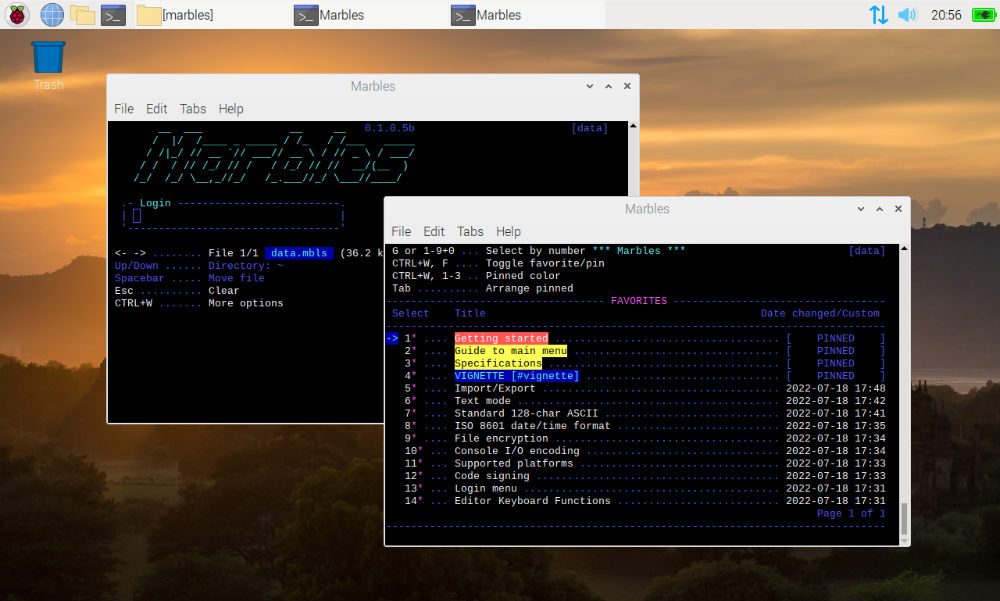 [marbles]
Marbles
Marbles
20:56
Trash
Marbles
File Edit Tabs Help
Marbles
0.1.0.5b [data]
Login
<- -> ........ File 1/1 data.mbls (36.2 k
Up/Down ...... Directory: ~
Spacebar ..... Move file
Esc .......... Clear
CTRL+W ....... More options
Marbles
File Edit Tabs Help
G or 1-9+0 ... Select by number *** Marbles *** [data]
CTRL+W, F .... Toggle favorite/pin
CTRL+W, 1-3 .. Pinned color
Tab .......... Arrange pinned
FAVORITES
Select Title Date changed/Custom
-> 1* .... Getting started .................................... [ PINNED ]
2* .... Guide to main menu ................................. [ PINNED ]
3* .... Specifications ..................................... [ PINNED ]
4* .... VIGNETTE [#vignette] ............................... [ PINNED ]
5* .... Import/Export ...................................... 2022-07-18 17:48
6* .... Text mode .......................................... 2022-07-18 17:42
7* .... Standard 128-char ASCII ............................ 2022-07-18 17:41
8* .... ISO 8601 date/time format .......................... 2022-07-18 17:35
9* .... File encryption .................................... 2022-07-18 17:34
10* ... Console I/O encoding ............................... 2022-07-18 17:34
11* ... Supported platforms ................................ 2022-07-18 17:33
12* ... Code signing ....................................... 2022-07-18 17:33
13* ... Login menu ......................................... 2022-07-18 17:31
14* ... Editor Keyboard Functions .......................... 2022-07-18 17:31
Page 1 of 1